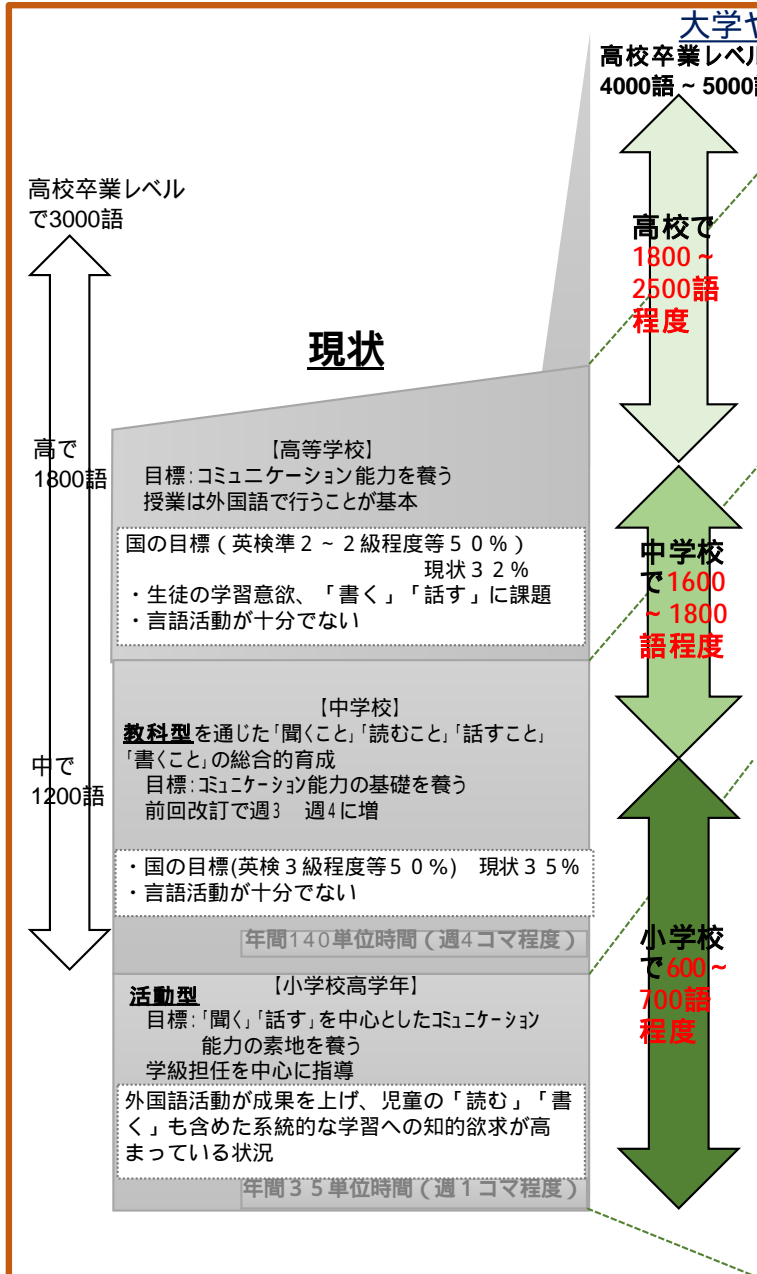 大学や
高校卒業レベル
4000語～5000語
高校卒業レベル
で3000語
高校で
1800～
2500語
程度
現状
高で
1800語
【高等学校】
目標：コミュニケーション能力を養う
授業は外国語で行うことが基本
国の目標（英検準２～２級程度等５０％）
現状３２％
・生徒の学習意欲、「書く」「話す」に課題
・言語活動が十分でない
中学校
で1600
～1800
語程度
【中学校】
教科型を通じた「聞くこと」「読むこと」「話すこと」
「書くこと」の総合的育成
目標：コミュニケーション能力の基礎を養う
前回改訂で週3　週4に増
中で
1200語
・国の目標(英検３級程度等５０％)　現状３５％
・言語活動が十分でない
年間140単位時間（週4コマ程度）
小学校
で600～
700語
程度
活動型　【小学校高学年】
目標：「聞く」「話す」を中心としたコミュニケーション
能力の素地を養う
学級担任を中心に指導
外国語活動が成果を上げ、児童の「読む」「書
く」も含めた系統的な学習への知的欲求が高
まっている状況
年間３５単位時間（週１コマ程度）